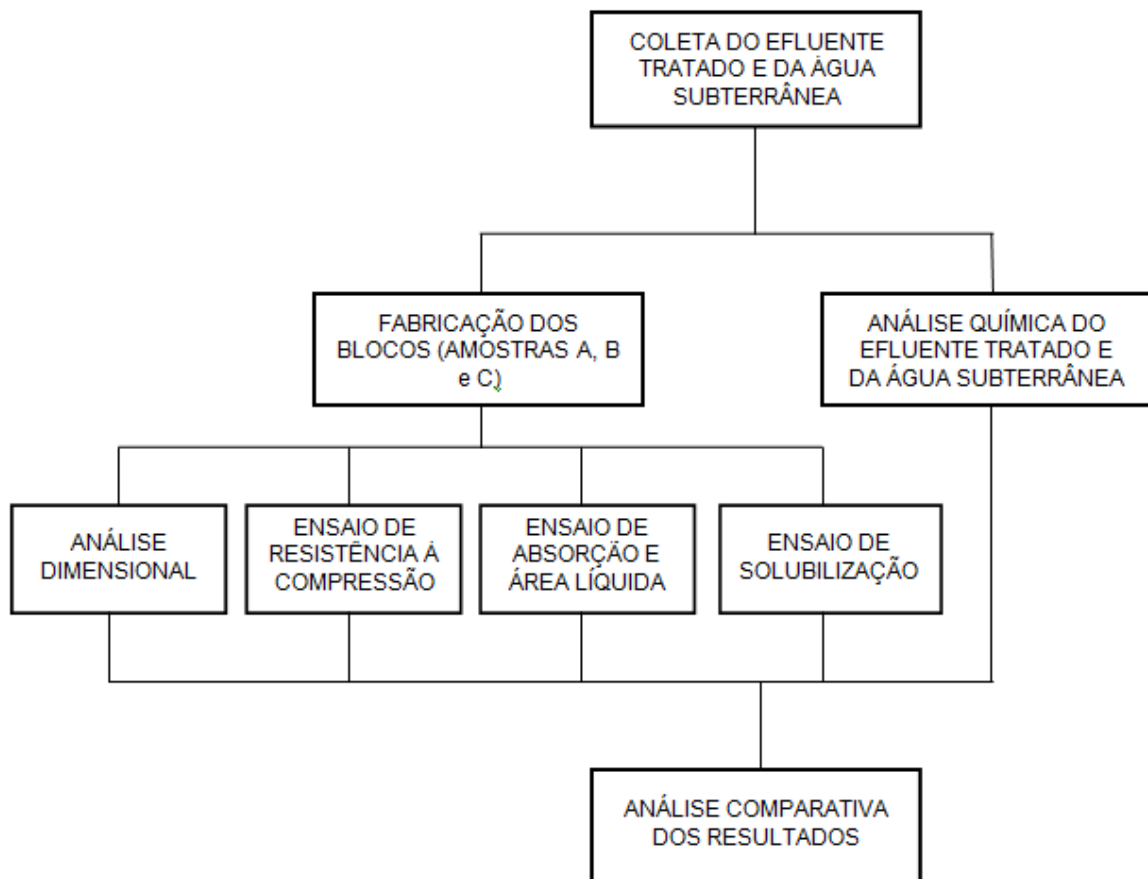 COLETA DO EFLUENTE
TRATADO E DA ÁGUA
SUBTERRÂNEA
FABRICAÇÃO DOS
BLOCOS (AMOSTRAS A, B
e C)
ANÁLISE QUÍMICA DO
EFLUENTE TRATADO E
DA ÁGUA SUBTERRÂNEA
ANÁLISE
DIMENSIONAL
ENSAIO DE
RESISTÊNCIA À
COMPRESSÃO
ENSAIO DE
ABSORÇÃO E
ÁREA LÍQUIDA
ENSAIO DE
SOLUBILIZAÇÃO
ANÁLISE COMPARATIVA
DOS RESULTADOS